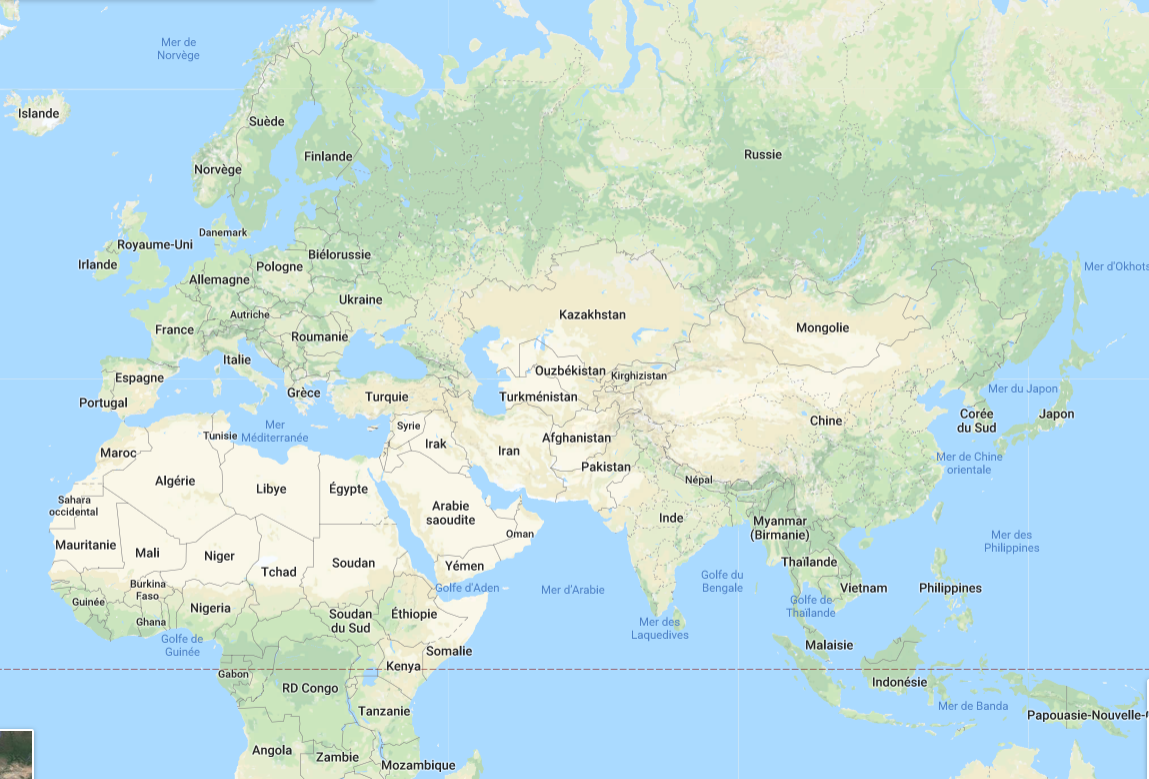 Mer de
Norvège
Islande
Suède
Finlande
Norvège
Russie
Danemark
Royaume-Uni
Irlande
Biélorussie
Pologne
Allemagne
Mer d'Okhots
Ukraine
Autriche
France
Roumanie
Kazakhstan
Mongolie
Italie
Espagne
Ouzbékistan
Kirghizistan
Grèce
Turquie
Turkménistan
Mer du Japon
Portugal
Corée
du Sud
Japon
Chine
Mer
Méditerranée
Tunisie
Syrie
Irak
Iran
Afghanistan
Maroc
Pakistan
Mer de Chine
orientale
Algérie
Libye
Égypte
Népal
Sahara
occidental
Arabie
saoudite
Inde
Oman
Myanmar
(Birmanie)
Mauritanie
Mali
Niger
Tchad
Soudan
Yémen
Thaïlande
Mer des
Philippines
Burkina
Faso
Golfe d'Aden
Mer d'Arabie
Golfe du
Bengale
Vietnam
Philippines
Guinée
Nigeria
Ghana
Soudan
du Sud
Éthiopie
Golfe de
Thaïlande
Mer des
Laquedives
Golfe de
Guinée
Somalie
Malaisie
Kenya
Gabon
RD Congo
Indonésie
Tanzanie
Mer de Banda
Papouasie-Nouvelle-
Angola
Zambie
Mozambique